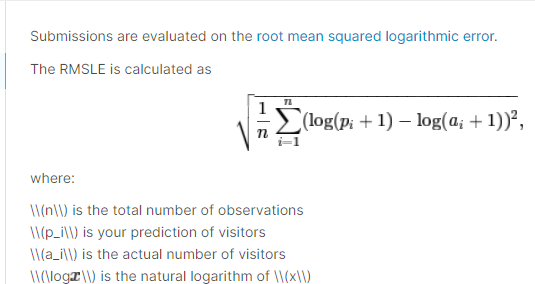 Submissions are evaluated on the root mean squared logarithmic error.
The RMSLE is calculated as
\sqrt{\frac{1}{n} \sum_{i=1}^{n} (\log(p_i + 1) - \log(a_i + 1))^2},
where:
\\(n\\) is the total number of observations
\\(p_i\\) is your prediction of visitors
\\(a_i\\) is the actual number of visitors
\\(\logx\\) is the natural logarithm of \\(x\\)